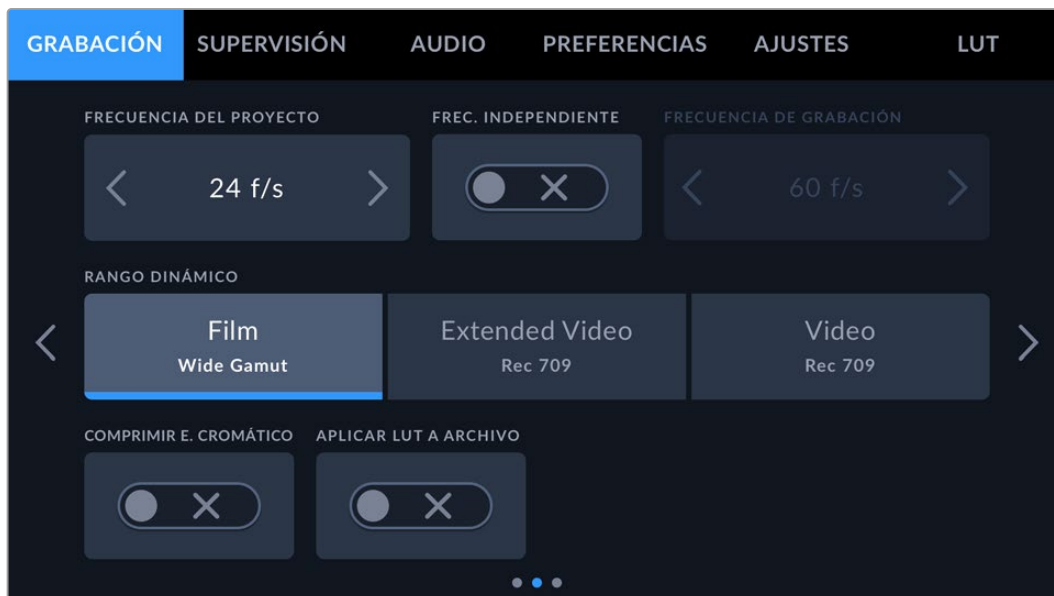 GRABACIÓN SUPERVISIÓN AUDIO PREFERENCIAS AJUSTES LUT
FRECUENCIA DEL PROYECTO FREC. INDEPENDIENTE FRECUENCIA DE GRABACIÓN
24 f/s 60 f/s
RANGO DINÁMICO
Film Extended Video Video
Wide Gamut Rec 709 Rec 709
COMPRIMIR E. CROMÁTICO APLICAR LUT A ARCHIVO